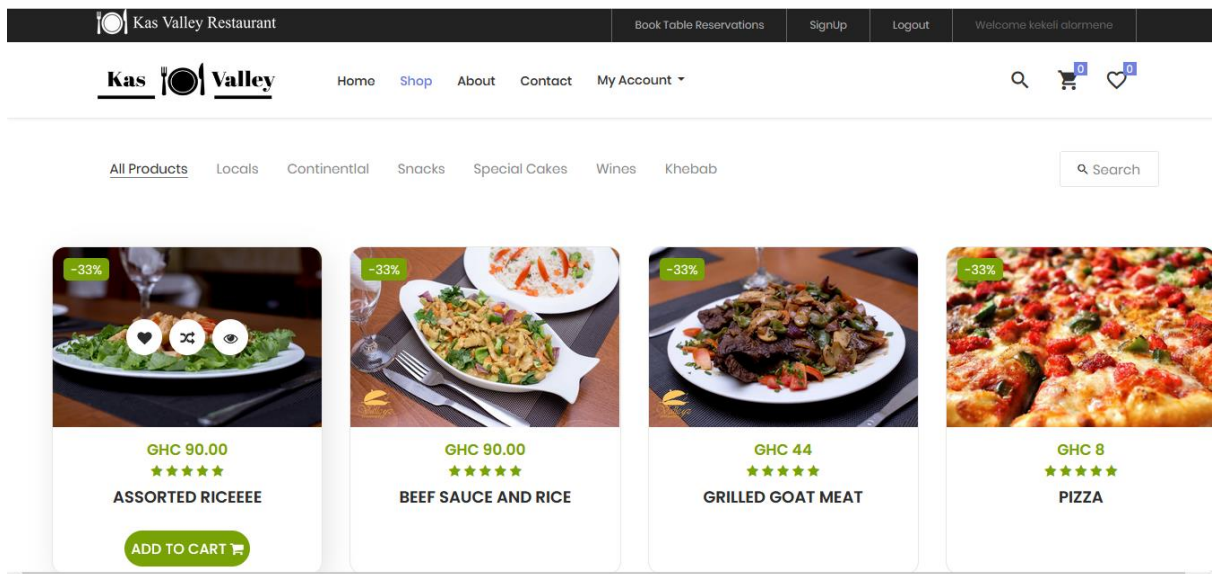 Kas Valley Restaurant
Book Table Reservations SignUp Logout Welcome kekeli alormene
Kas Valley Home Shop About Contact My Account 0 0
All Products Locals Continentlal Snacks Special Cakes Wines Khebab Search
-33% -33% -33% -33%
GHC 90.00 GHC 90.00 GHC 44 GHC 8
ASSORTED RICEEEE BEEF SAUCE AND RICE GRILLED GOAT MEAT PIZZA
ADD TO CART